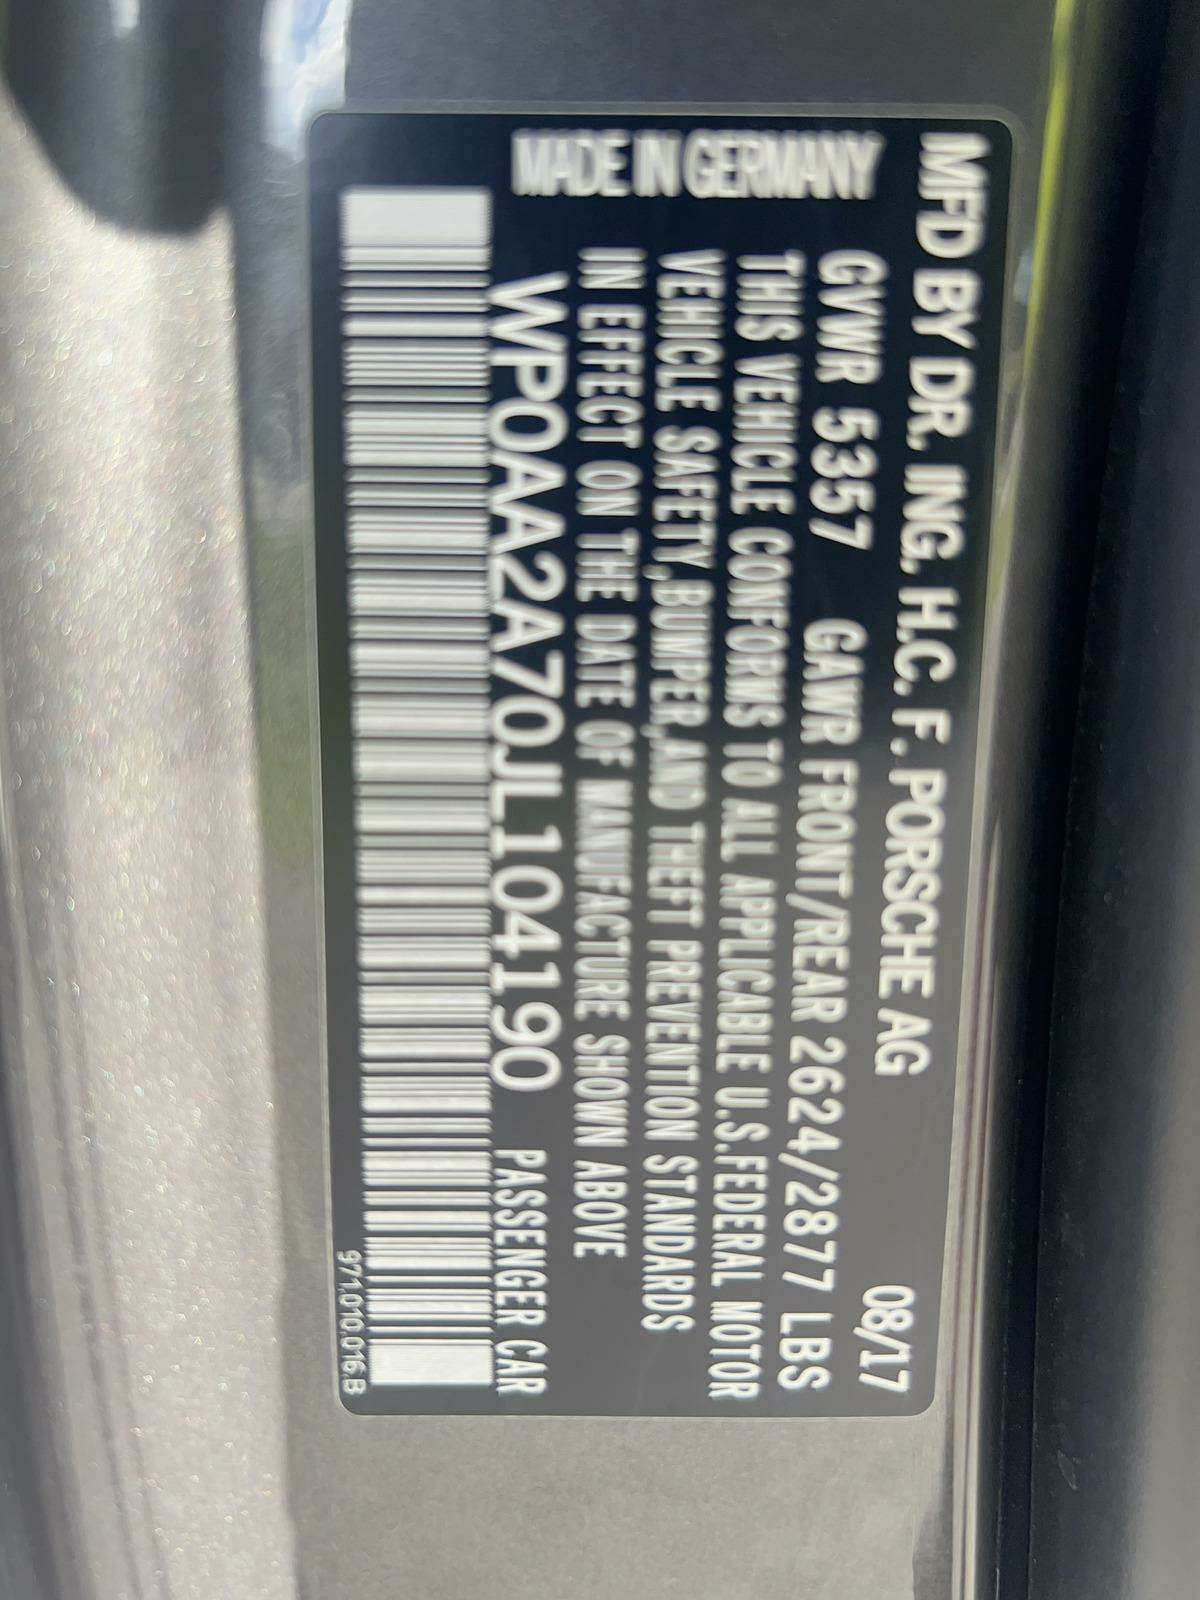 MFD BY DR. ING. H.C. F. PORSCHE AG 08/17
GVWR 5357 GAWR FRONT/REAR 2624/2877 LBS
THIS VEHICLE CONFORMS TO ALL APPLICABLE U.S.FEDERAL MOTOR
VEHICLE SAFETY,BUMPER,AND THEFT PREVENTION STANDARDS
IN EFFECT ON THE DATE OF MANUFACTURE SHOWN ABOVE
WP0AA2A70JL104190 PASSENGER CAR
MADE IN GERMANY
971.010.016.B